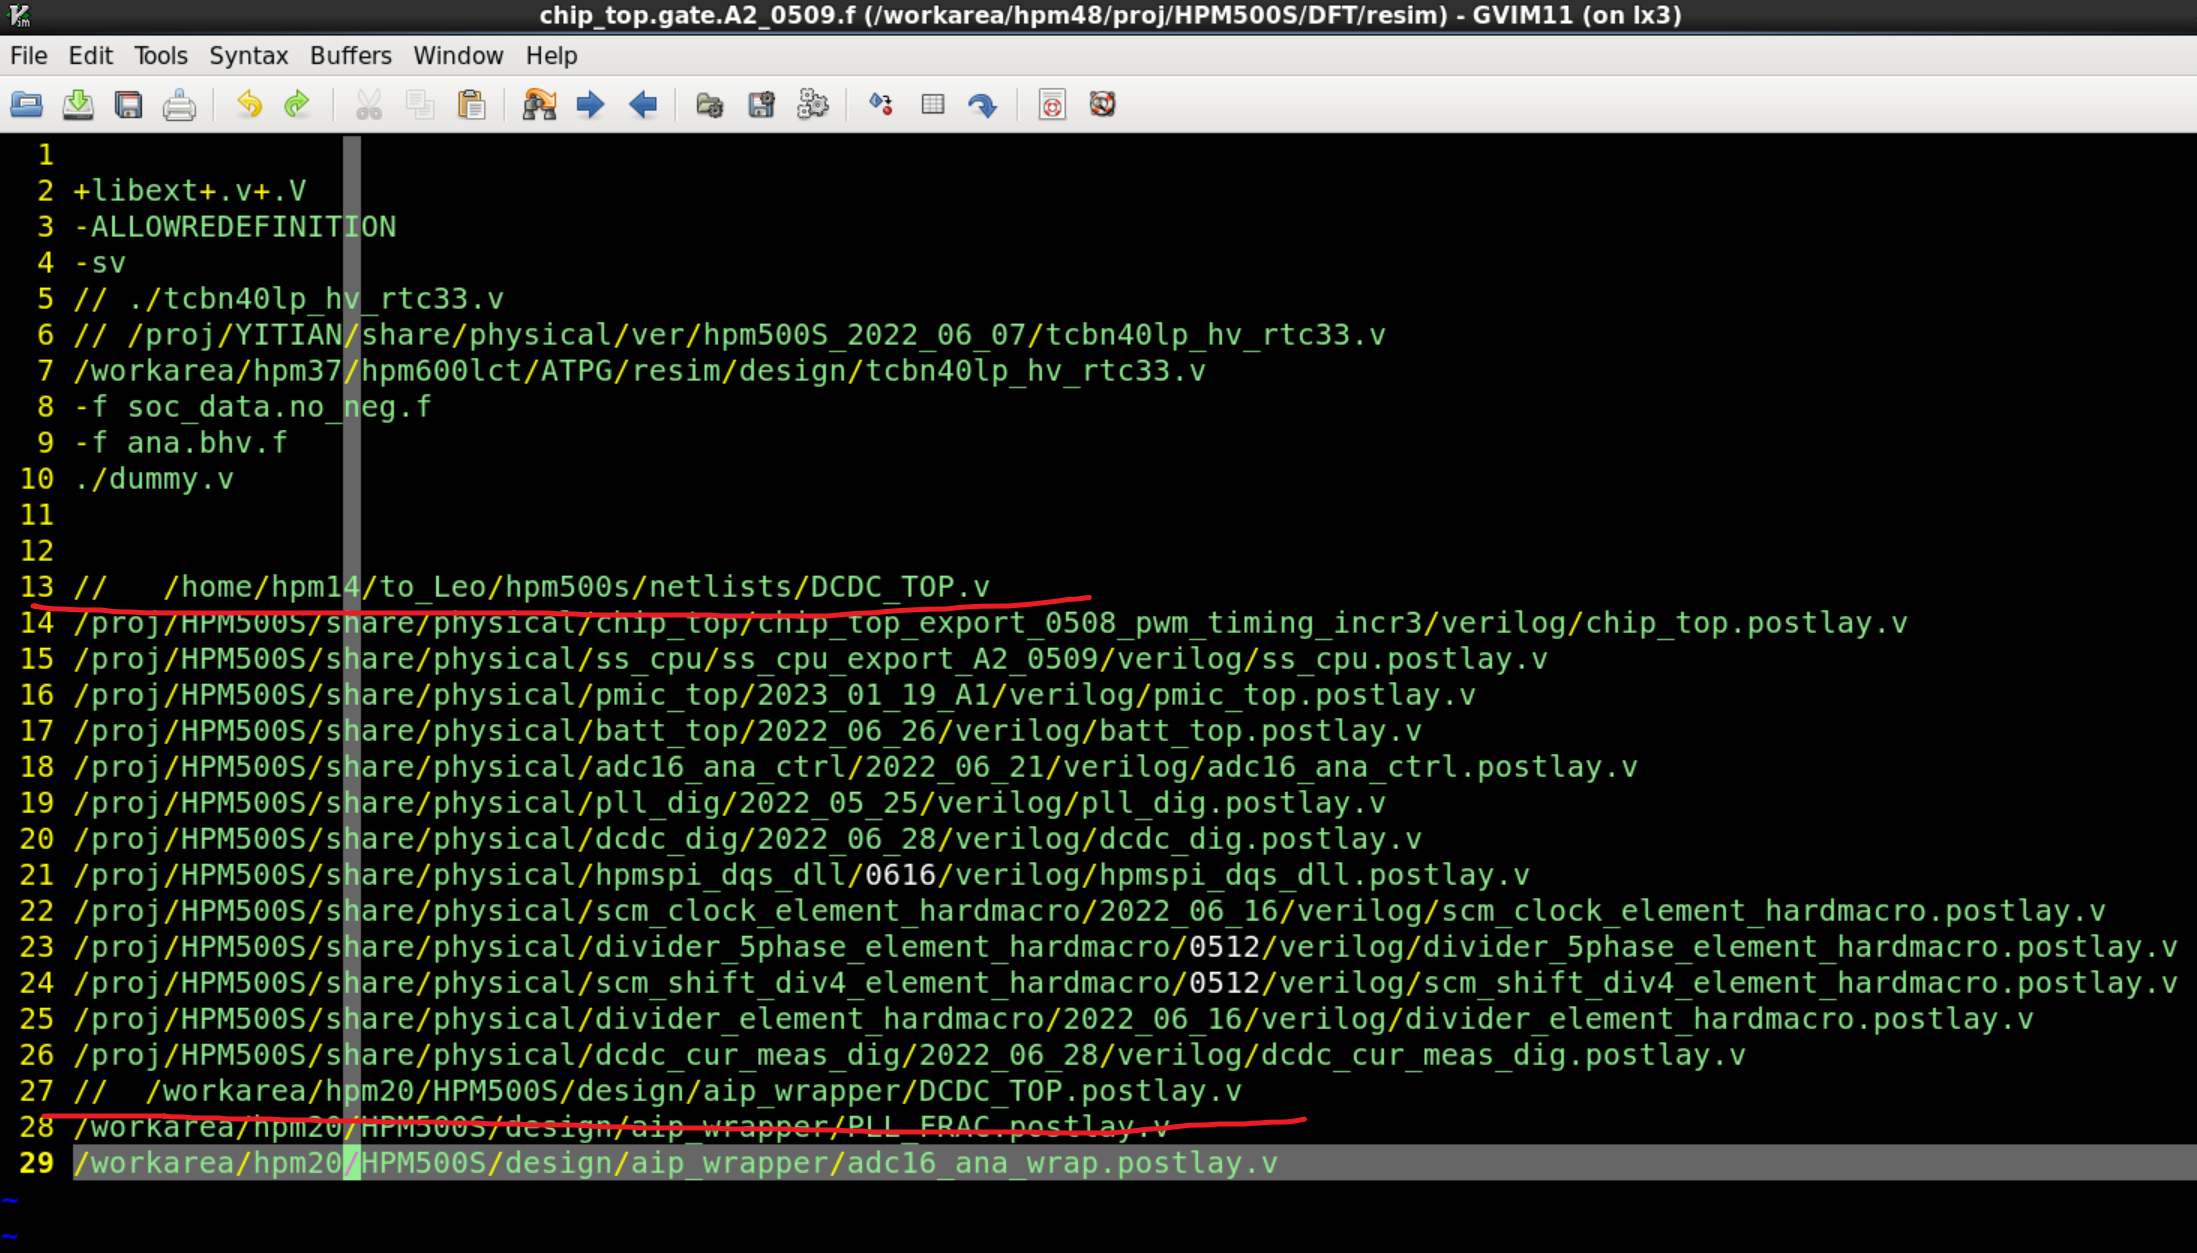 chip_top.gate.A2_0509.f (/workarea/hpm48/proj/HPM500S/DFT/resim) - GVIM11 (on lx3)
File Edit Tools Syntax Buffers Window Help
1
2 +libext+.v+.V
3 -ALLOWREDEFINITION
4 -sv
5 // ./tcbn40lp_hv_rtc33.v
6 // /proj/YITIAN/share/physical/ver/hpm500S_2022_06_07/tcbn40lp_hv_rtc33.v
7 /workarea/hpm37/hpm600lct/ATPG/resim/design/tcbn40lp_hv_rtc33.v
8 -f soc_data.no_neg.f
9 -f ana.bhv.f
10 ./dummy.v
11
12
13 //   /home/hpm14/to_Leo/hpm500s/netlists/DCDC_TOP.v
14 /proj/HPM500S/share/physical/chip_top/chip_top_export_0508_pwm_timing_incr3/verilog/chip_top.postlay.v
15 /proj/HPM500S/share/physical/ss_cpu/ss_cpu_export_A2_0509/verilog/ss_cpu.postlay.v
16 /proj/HPM500S/share/physical/pmic_top/2023_01_19_A1/verilog/pmic_top.postlay.v
17 /proj/HPM500S/share/physical/batt_top/2022_06_26/verilog/batt_top.postlay.v
18 /proj/HPM500S/share/physical/adc16_ana_ctrl/2022_06_21/verilog/adc16_ana_ctrl.postlay.v
19 /proj/HPM500S/share/physical/pll_dig/2022_05_25/verilog/pll_dig.postlay.v
20 /proj/HPM500S/share/physical/dcdc_dig/2022_06_28/verilog/dcdc_dig.postlay.v
21 /proj/HPM500S/share/physical/hpmspi_dqs_dll/0616/verilog/hpmspi_dqs_dll.postlay.v
22 /proj/HPM500S/share/physical/scm_clock_element_hardmacro/2022_06_16/verilog/scm_clock_element_hardmacro.postlay.v
23 /proj/HPM500S/share/physical/divider_5phase_element_hardmacro/0512/verilog/divider_5phase_element_hardmacro.postlay.v
24 /proj/HPM500S/share/physical/scm_shift_div4_element_hardmacro/0512/verilog/scm_shift_div4_element_hardmacro.postlay.v
25 /proj/HPM500S/share/physical/divider_element_hardmacro/2022_06_16/verilog/divider_element_hardmacro.postlay.v
26 /proj/HPM500S/share/physical/dcdc_cur_meas_dig/2022_06_28/verilog/dcdc_cur_meas_dig.postlay.v
27 //  /workarea/hpm20/HPM500S/design/aip_wrapper/DCDC_TOP.postlay.v
28 /workarea/hpm20/HPM500S/design/aip_wrapper/PLL_FRAC.postlay.v
29 /workarea/hpm20/HPM500S/design/aip_wrapper/adc16_ana_wrap.postlay.v
~
~